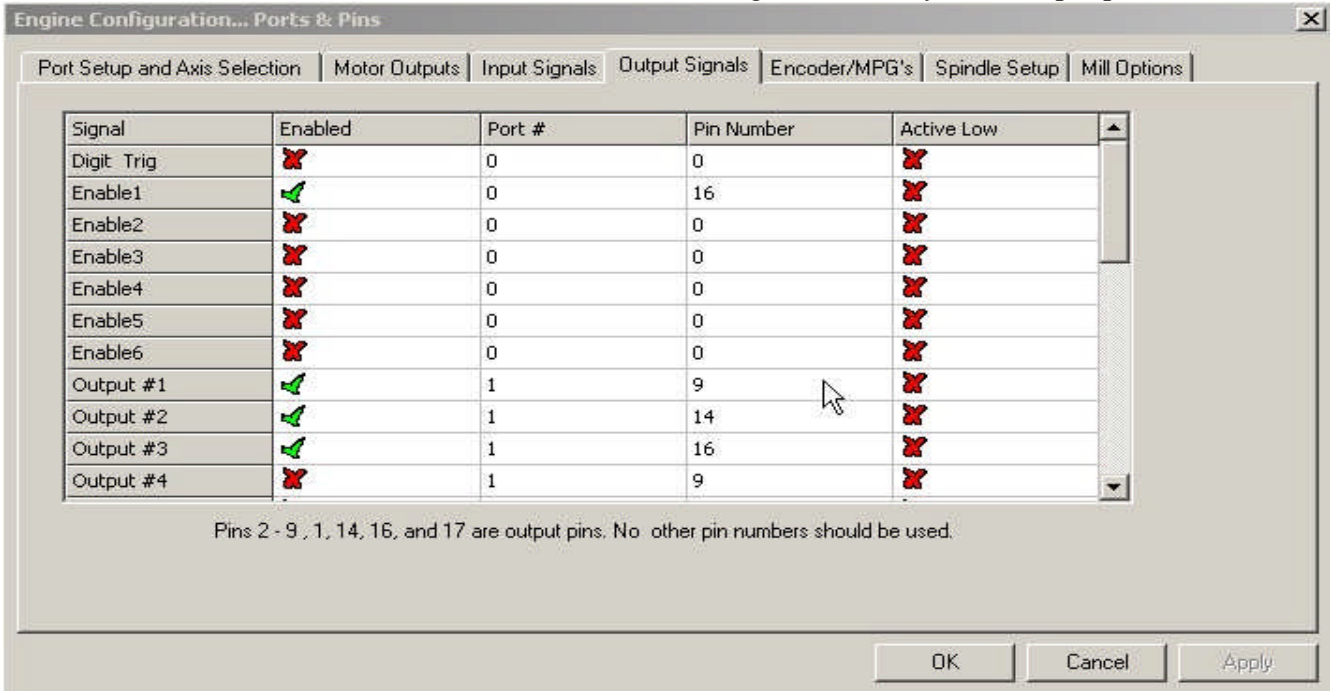 Engine Configuration... Ports & Pins
Port Setup and Axis Selection Motor Outputs Input Signals Output Signals Encoder/MPG's Spindle Setup Mill Options
Signal Enabled Port # Pin Number Active Low
Digit Trig 0 0
Enable1 0 16
Enable2 0 0
Enable3 0 0
Enable4 0 0
Enable5 0 0
Enable6 0 0
Output #1 1 9
Output #2 1 14
Output #3 1 16
Output #4 1 9
Pins 2 - 9 , 1, 14, 16, and 17 are output pins. No other pin numbers should be used.
OK Cancel Apply